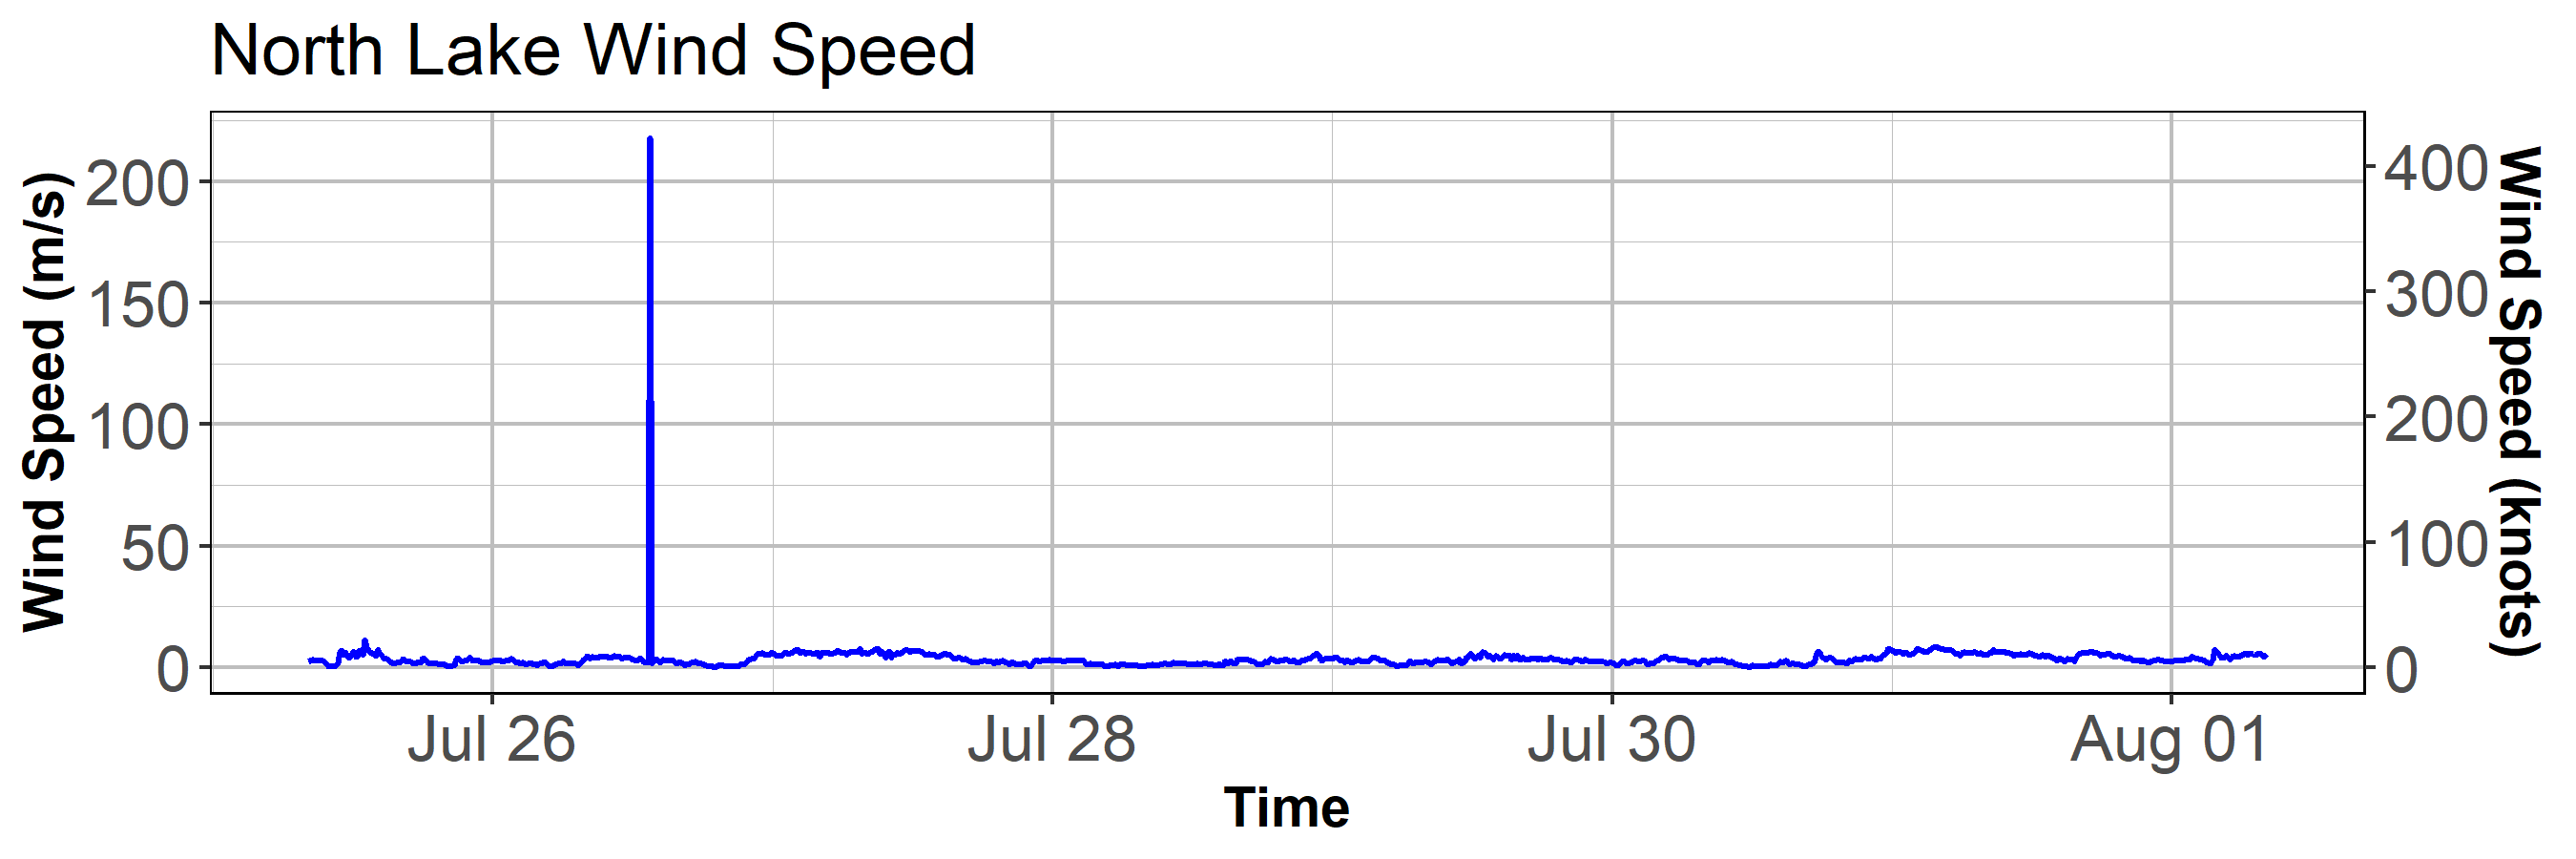 North Lake Wind Speed
Wind Speed (m/s)
200
150
100
50
0
400
300
200
100
0
Wind Speed (knots)
Jul 26
Jul 28
Jul 30
Aug 01
Time